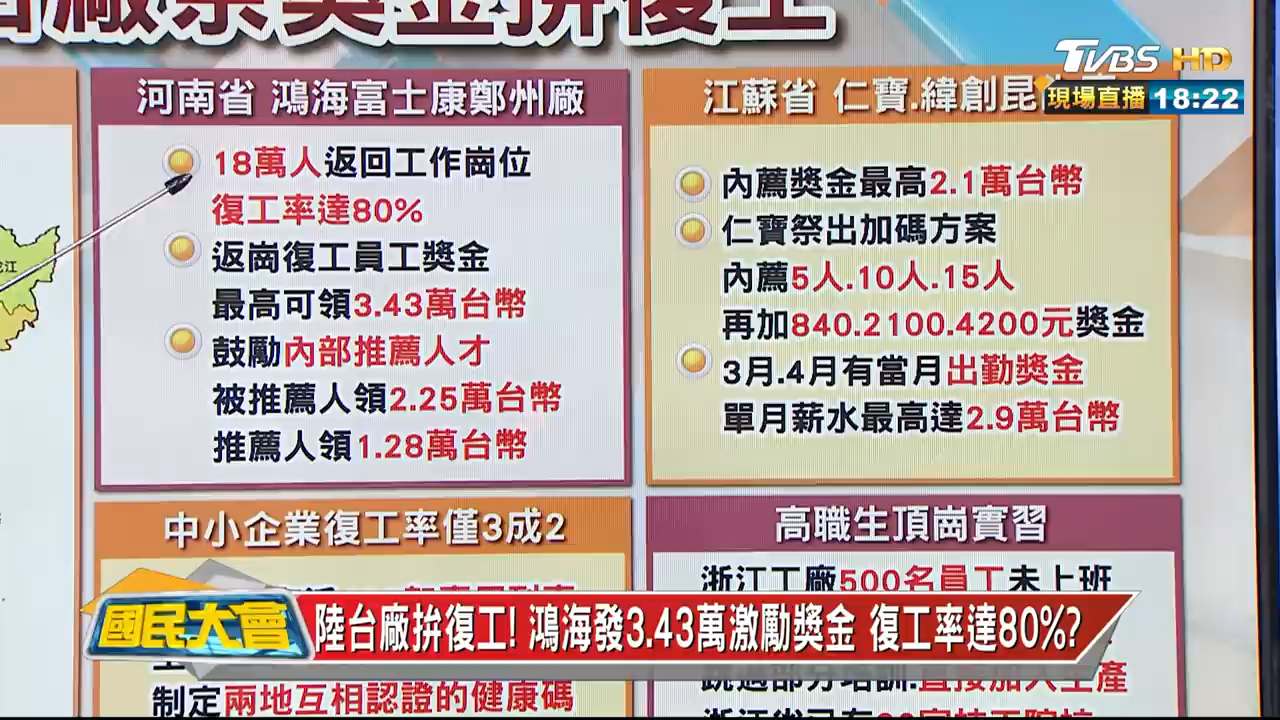 台廠祭獎金拚復工
TVBS HD
現場直播 18:22
河南省 鴻海富士康鄭州廠
18萬人返回工作崗位
復工率達80%
返崗復工員工獎金
最高可領3.43萬台幣
鼓勵內部推薦人才
被推薦人領2.25萬台幣
推薦人領1.28萬台幣
江蘇省 仁寶.緯創昆
內薦獎金最高2.1萬台幣
仁寶祭出加碼方案
內薦5人.10人.15人
再加840.2100.4200元獎金
3月.4月有當月出勤獎金
單月薪水最高達2.9萬台幣
中小企業復工率僅3成2
制定兩地互相認證的健康碼
高職生頂崗實習
浙江工廠500名員工未上班
國民大會
陸台廠拚復工! 鴻海發3.43萬激勵獎金 復工率達80%?